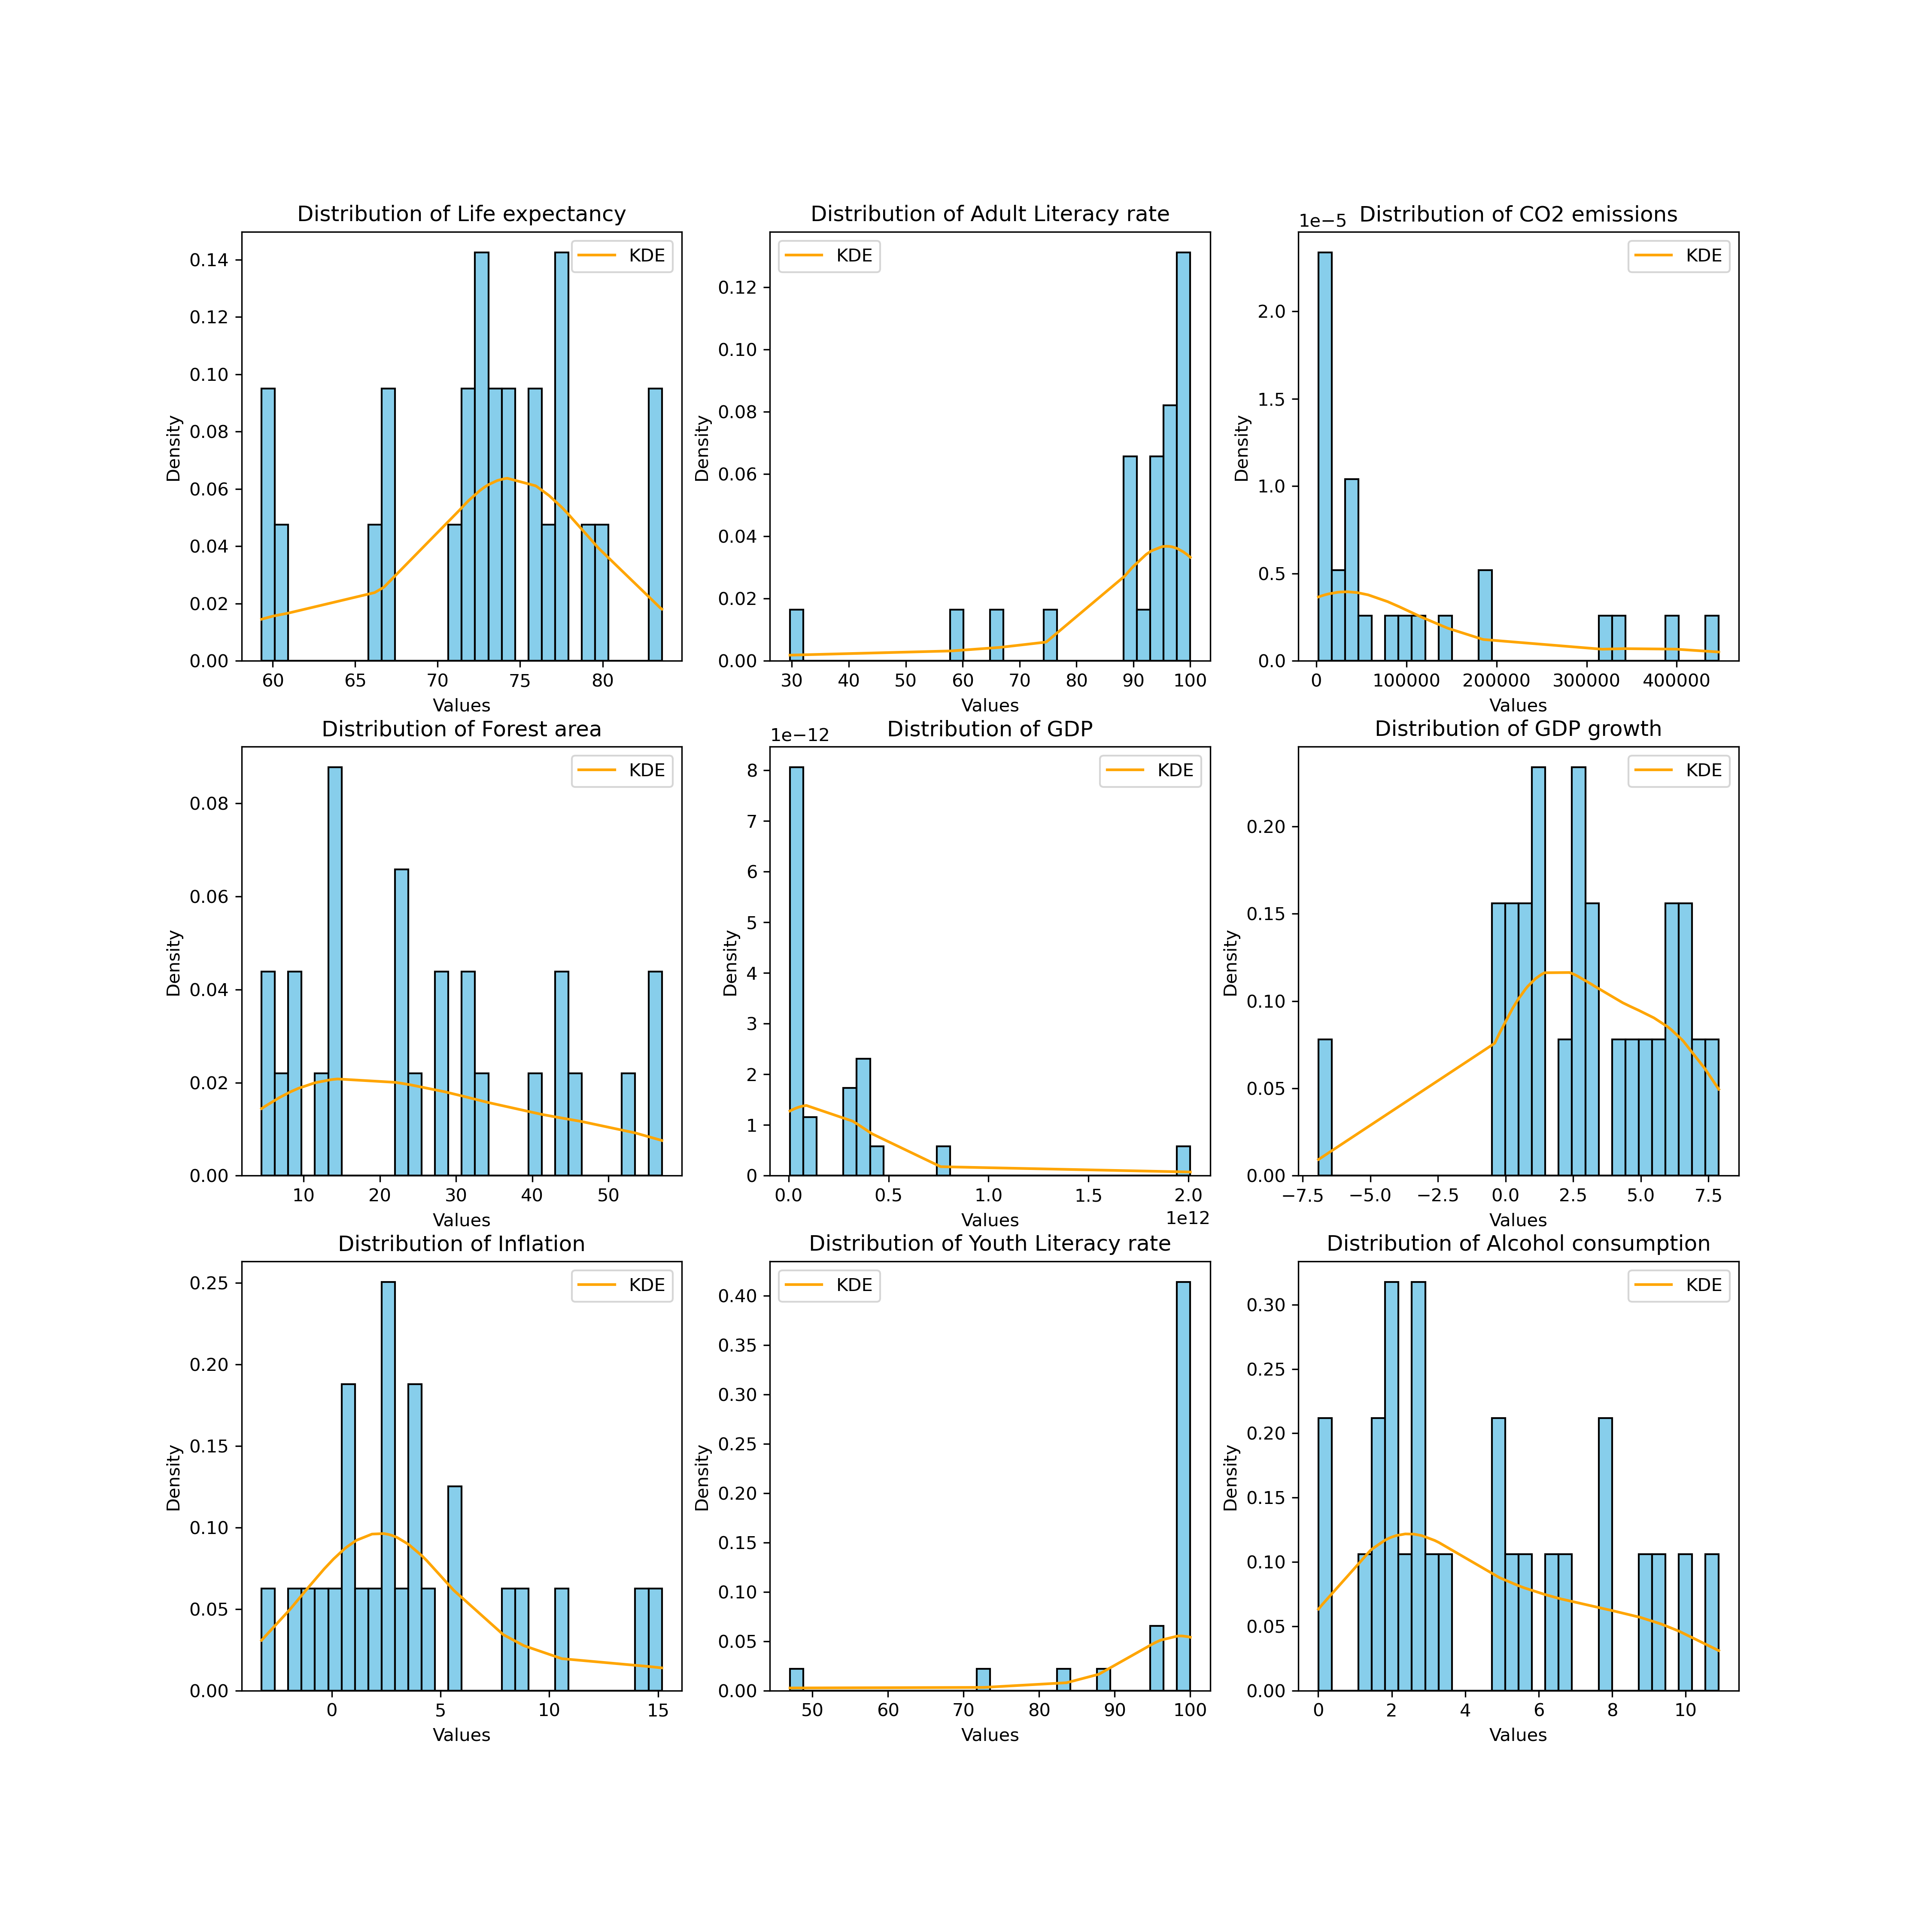 Distribution of Life expectancy
KDE
0.14
0.12
0.10
0.08
0.06
0.04
0.02
0.00
Density
60 65 70 75 80
Values
Distribution of Adult Literacy rate
KDE
0.12
0.10
0.08
0.06
0.04
0.02
0.00
Density
30 40 50 60 70 80 90 100
Values
1e−5 Distribution of CO2 emissions
KDE
2.0
1.5
1.0
0.5
0.0
Density
0 100000 200000 300000 400000
Values
Distribution of Forest area
KDE
0.08
0.06
0.04
0.02
0.00
Density
10 20 30 40 50
Values
Distribution of GDP
1e−12
KDE
8
7
6
5
4
3
2
1
0
Density
0.0 0.5 1.0 1.5 2.0
Values
1e12
Distribution of GDP growth
KDE
0.20
0.15
0.10
0.05
0.00
Density
−7.5 −5.0 −2.5 0.0 2.5 5.0 7.5
Values
Distribution of Inflation
KDE
0.25
0.20
0.15
0.10
0.05
0.00
Density
0 5 10 15
Values
Distribution of Youth Literacy rate
KDE
0.40
0.35
0.30
0.25
0.20
0.15
0.10
0.05
0.00
Density
50 60 70 80 90 100
Values
Distribution of Alcohol consumption
KDE
0.30
0.25
0.20
0.15
0.10
0.05
0.00
Density
0 2 4 6 8 10
Values